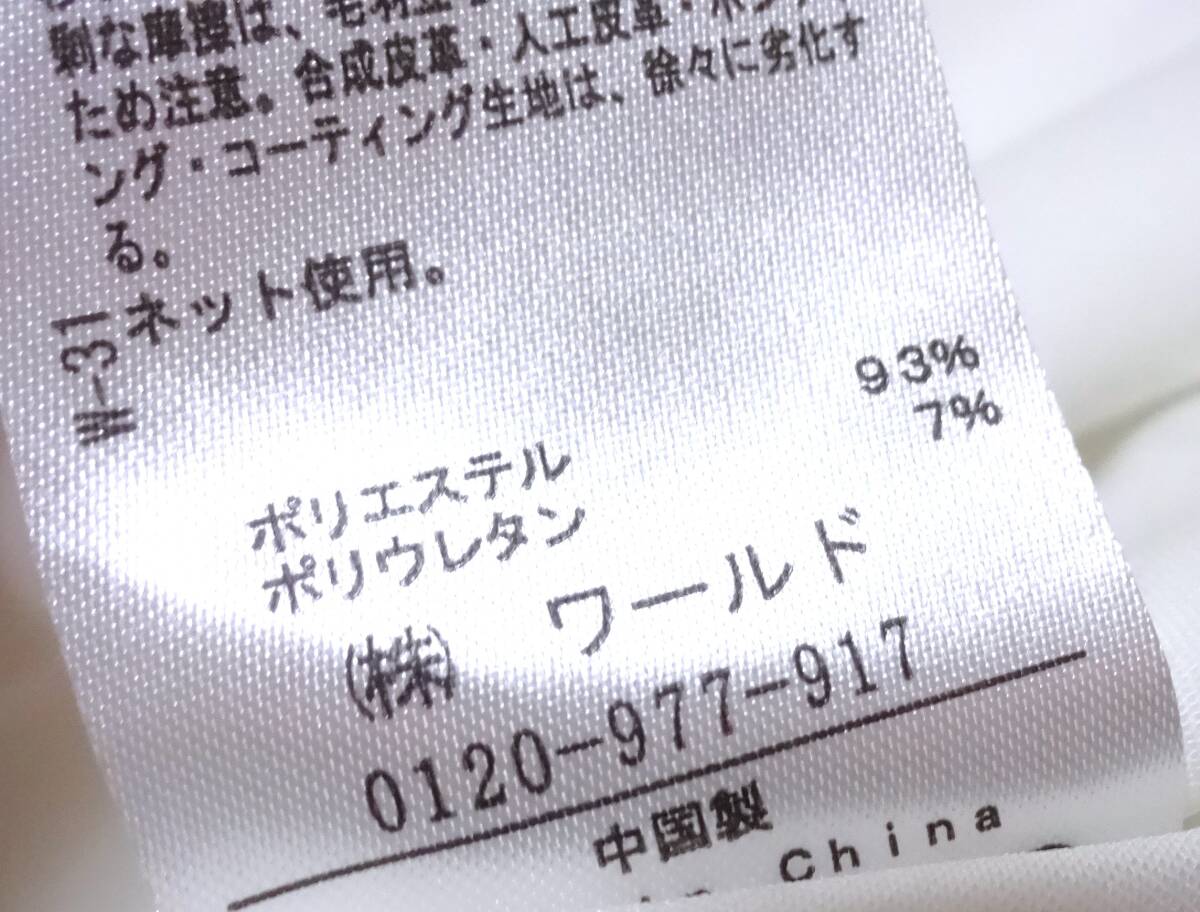 剰な摩擦は、毛羽立
ため注意。合成皮革・人工皮革・ボンデ
ング・コーティング生地は、徐々に劣化す
る。
ネット使用。
W-31
ポリエステル 93%
ポリウレタン 7%
(株) ワールド
0120-977-917
中国製
China